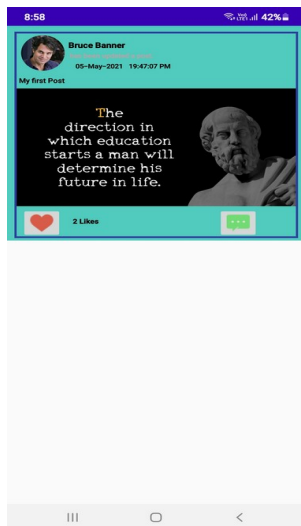 8:58
42%
Bruce Banner
05-May-2021 19:47:07 PM
My first Post
The
direction in
which education
starts a man will
determine his
future in life.
2 Likes